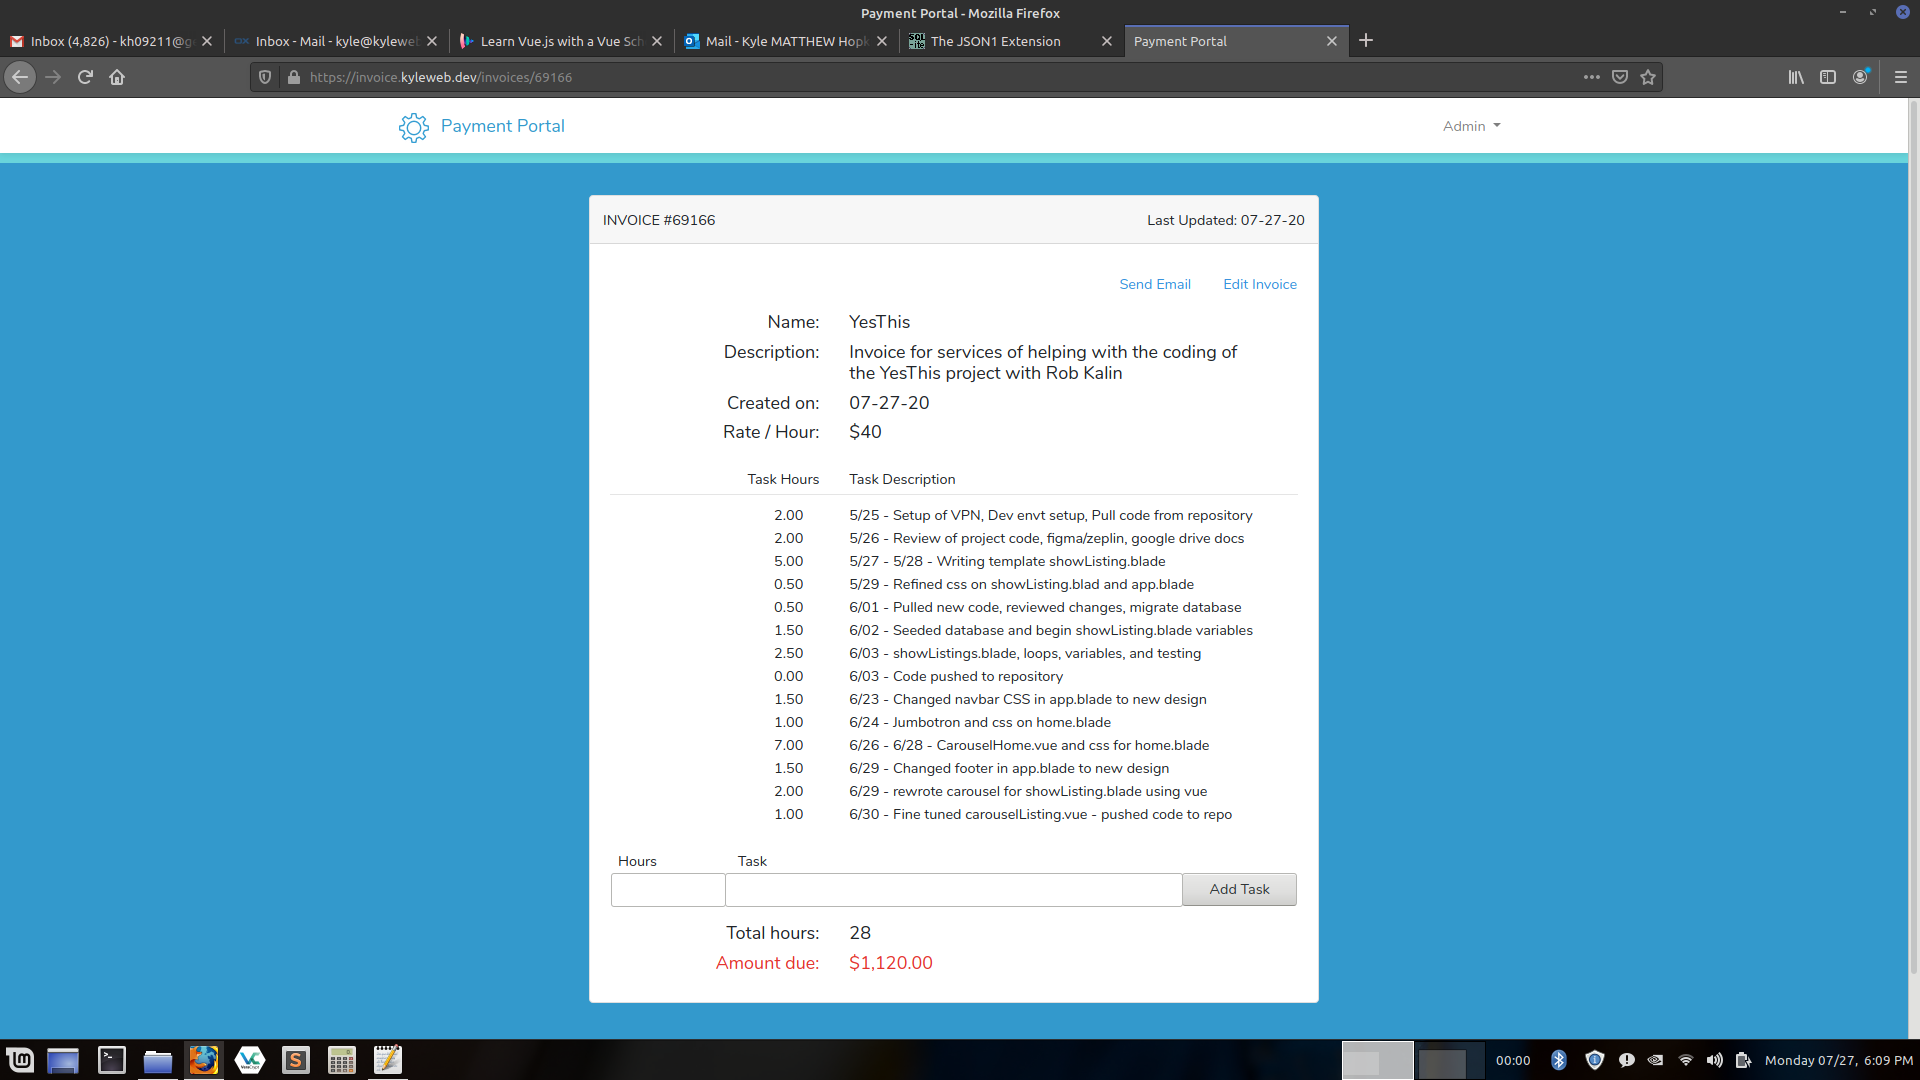 Payment Portal - Mozilla Firefox
Inbox (4,826) - kh09211@g
Inbox - Mail - kyle@kylewe
Learn Vue.js with a Vue Sch
Mail - Kyle MATTHEW Hopk
The JSON1 Extension
Payment Portal
https://invoice.kyleweb.dev/invoices/69166
Payment Portal
Admin
INVOICE #69166
Last Updated: 07-27-20
Send Email
Edit Invoice
Name: YesThis
Description: Invoice for services of helping with the coding of
the YesThis project with Rob Kalin
Created on: 07-27-20
Rate / Hour: $40
Task Hours Task Description
2.00 5/25 - Setup of VPN, Dev envt setup, Pull code from repository
2.00 5/26 - Review of project code, figma/zeplin, google drive docs
5.00 5/27 - 5/28 - Writing template showListing.blade
0.50 5/29 - Refined css on showListing.blad and app.blade
0.50 6/01 - Pulled new code, reviewed changes, migrate database
1.50 6/02 - Seeded database and begin showListing.blade variables
2.50 6/03 - showListings.blade, loops, variables, and testing
0.00 6/03 - Code pushed to repository
1.50 6/23 - Changed navbar CSS in app.blade to new design
1.00 6/24 - Jumbotron and css on home.blade
7.00 6/26 - 6/28 - CarouselHome.vue and css for home.blade
1.50 6/29 - Changed footer in app.blade to new design
2.00 6/29 - rewrote carousel for showListing.blade using vue
1.00 6/30 - Fine tuned carouselListing.vue - pushed code to repo
Hours Task
Add Task
Total hours: 28
Amount due: $1,120.00
00:00
Monday 07/27, 6:09 PM